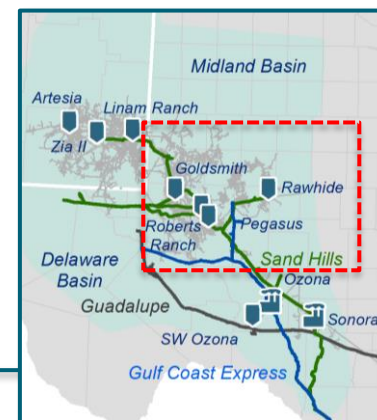 Midland Basin
Artesia
Linam Ranch
Zia II
Goldsmith
Rawhide
Roberts
Ranch
Pegasus
Sand Hills
Delaware
Basin
Ozona
Guadalupe
Sonora
SW Ozona
Gulf Coast Express